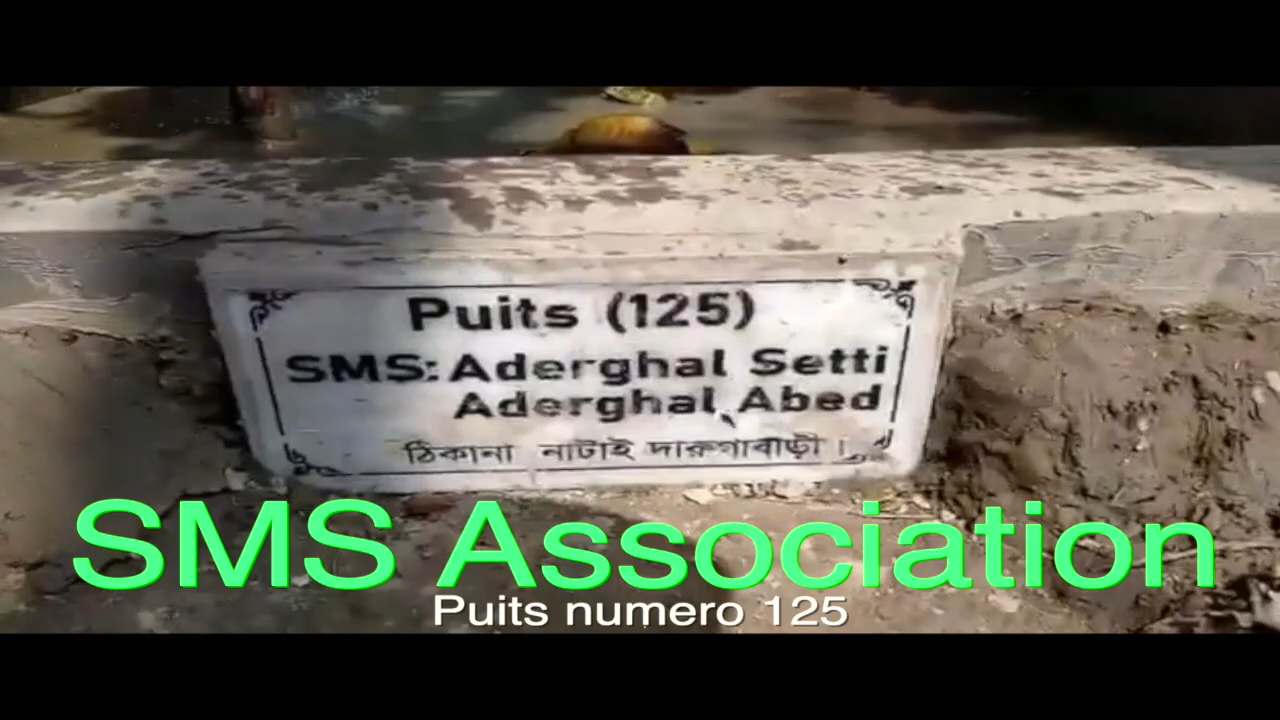 Puits (125)
SMS: Aderghal Setti
Aderghal Abed
ঠিকানা নাটাই দারুগাবাড়ী।
SMS Association
Puits numero 125